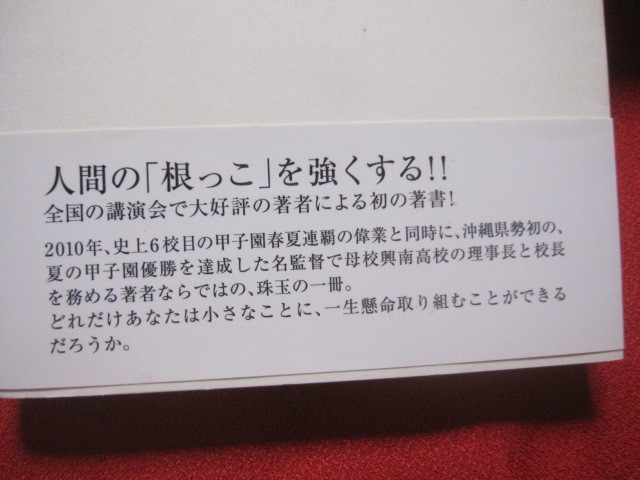 人間の「根っこ」を強くする!!
全国の講演会で大好評の著者による初の著書!
2010年、史上6校目の甲子園春夏連覇の偉業と同時に、沖縄県勢初の、
夏の甲子園優勝を達成した名監督で母校興南高校の理事長と校長
を務める著者ならではの、珠玉の一冊。
どれだけあなたは小さなことに、一生懸命取り組むことができる
だろうか。